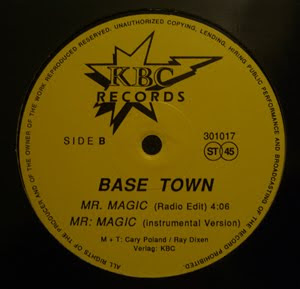 ALL RIGHTS OF THE PRODUCER AND OF THE OWNER OF THE WORK REPRODUCED RESERVED. UNAUTHORIZED COPYING, LENDING, HIRING PUBLIC PERFORMANCE AND BROADCASTING OF THE RECORD PROHIBITED.
KBC
RECORDS
SIDE B
301017
ST 45
BASE TOWN
MR. MAGIC (Radio Edit) 4:06
MR: MAGIC (instrumental Version)
M + T: Cary Poland / Ray Dixen
Verlag: KBC